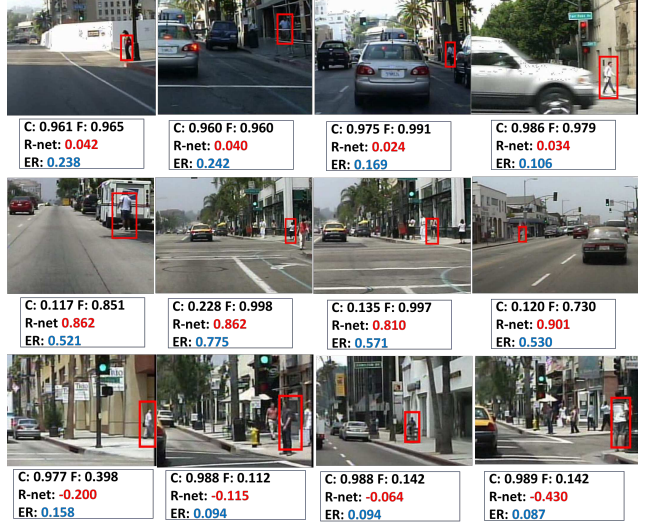 C: 0.961 F: 0.965
R-net: 0.042
ER: 0.238
C: 0.960 F: 0.960
R-net: 0.040
ER: 0.242
C: 0.975 F: 0.991
R-net: 0.024
ER: 0.169
C: 0.986 F: 0.979
R-net: 0.034
ER: 0.106
C: 0.117 F: 0.851
R-net 0.862
ER: 0.521
C: 0.228 F: 0.998
R-net: 0.862
ER: 0.775
C: 0.135 F: 0.997
R-net: 0.810
ER: 0.571
C: 0.120 F: 0.730
R-net: 0.901
ER: 0.530
C: 0.977 F: 0.398
R-net: -0.200
ER: 0.158
C: 0.988 F: 0.112
R-net: -0.115
ER: 0.094
C: 0.988 F: 0.142
R-net: -0.064
ER: 0.094
C: 0.989 F: 0.142
R-net: -0.430
ER: 0.087